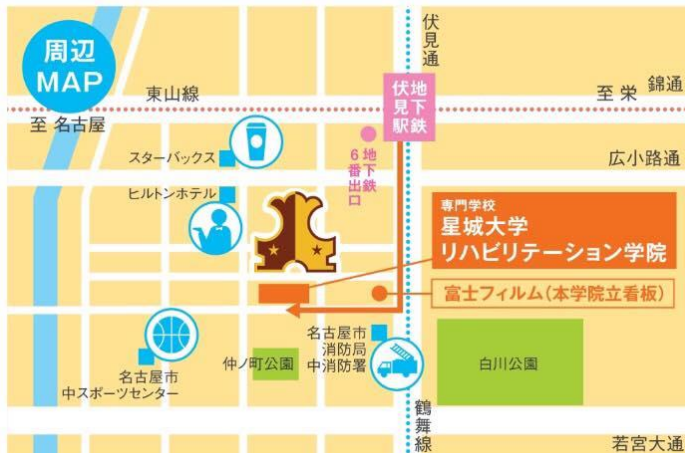 周辺
MAP
伏見通
東山線
至 栄
錦通
地下鉄
伏見駅
至 名古屋
スターバックス
地下鉄
6番出口
広小路通
ヒルトンホテル
専門学校
星城大学
リハビリテーション学院
富士フィルム(本学院立看板)
名古屋市
消防局
中消防署
仲ノ町公園
白川公園
名古屋市
中スポーツセンター
鶴舞線
若宮大通